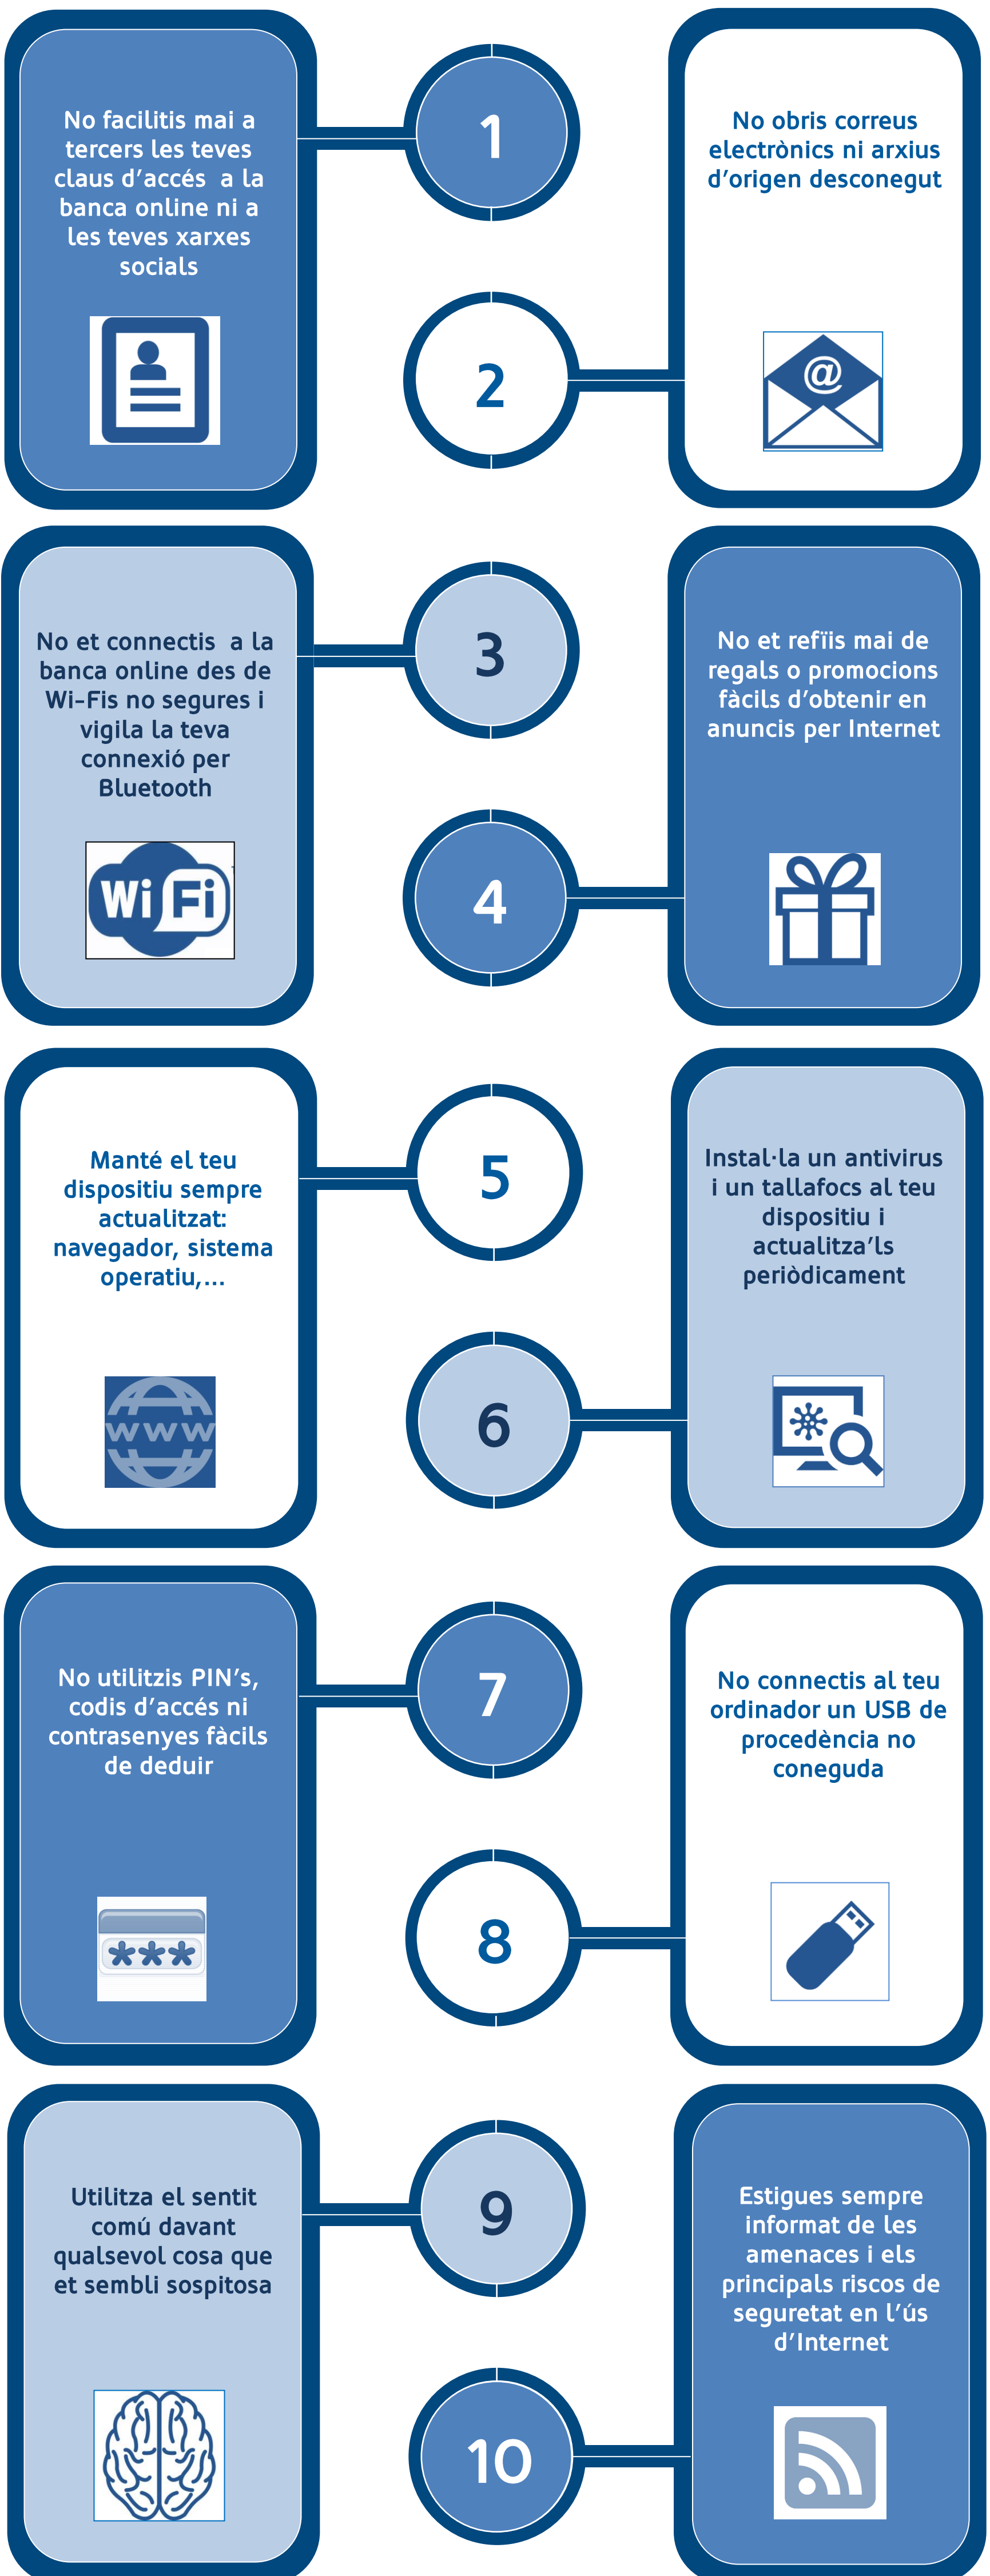 No facilitis mai a
tercers les teves
claus d’accés  a la
banca online ni a
les teves xarxes
socials
1
No obris correus
electrònics ni arxius
d’origen desconegut
@
2
No et connectis  a la
banca online des de
Wi-Fis no segures i
vigila la teva
connexió per
Bluetooth
WiFi
3
No et refiïs mai de
regals o promocions
fàcils d’obtenir en
anuncis per Internet
4
Manté el teu
dispositiu sempre
actualitzat:
navegador, sistema
operatiu,...
WWW
5
Instal·la un antivirus
i un tallafocs al teu
dispositiu i
actualitza’ls
periòdicament
6
No utilitzis PIN’s,
codis d’accés ni
contrasenyes fàcils
de deduir
***
7
No connectis al teu
ordinador un USB de
procedència no
coneguda
8
Utilitza el sentit
comú davant
qualsevol cosa que
et sembli sospitosa
9
Estigues sempre
informat de les
amenaces i els
principals riscos de
seguretat en l’ús
d’Internet
10